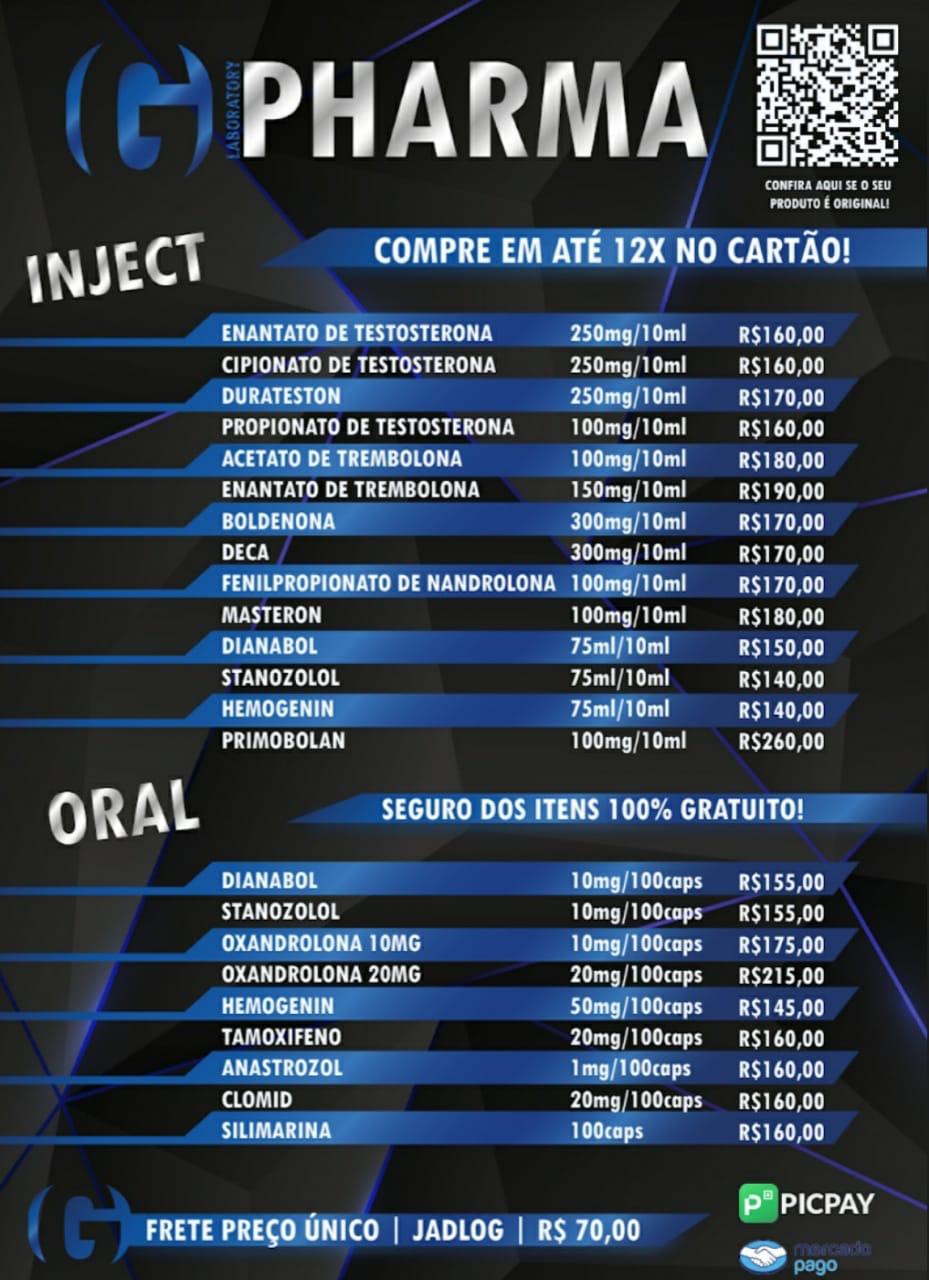 G LABORATORY PHARMA
CONFIRA AQUI SE O SEU
PRODUTO É ORIGINAL!
INJECT
COMPRE EM ATÉ 12X NO CARTÃO!
ENANTATO DE TESTOSTERONA 250mg/10ml R$160,00
CIPIONATO DE TESTOSTERONA 250mg/10ml R$160,00
DURATESTON 250mg/10ml R$170,00
PROPIONATO DE TESTOSTERONA 100mg/10ml R$160,00
ACETATO DE TREMBOLONA 100mg/10ml R$180,00
ENANTATO DE TREMBOLONA 150mg/10ml R$190,00
BOLDENONA 300mg/10ml R$170,00
DECA 300mg/10ml R$170,00
FENILPROPIONATO DE NANDROLONA 100mg/10ml R$170,00
MASTERON 100mg/10ml R$180,00
DIANABOL 75ml/10ml R$150,00
STANOZOLOL 75ml/10ml R$140,00
HEMOGENIN 75ml/10ml R$140,00
PRIMOBOLAN 100mg/10ml R$260,00
ORAL
SEGURO DOS ITENS 100% GRATUITO!
DIANABOL 10mg/100caps R$155,00
STANOZOLOL 10mg/100caps R$155,00
OXANDROLONA 10MG 10mg/100caps R$175,00
OXANDROLONA 20MG 20mg/100caps R$215,00
HEMOGENIN 50mg/100caps R$145,00
TAMOXIFENO 20mg/100caps R$160,00
ANASTROZOL 1mg/100caps R$160,00
CLOMID 20mg/100caps R$160,00
SILIMARINA 100caps R$160,00
G FRETE PREÇO ÚNICO | JADLOG | R$ 70,00
PICPAY
mercado
pago